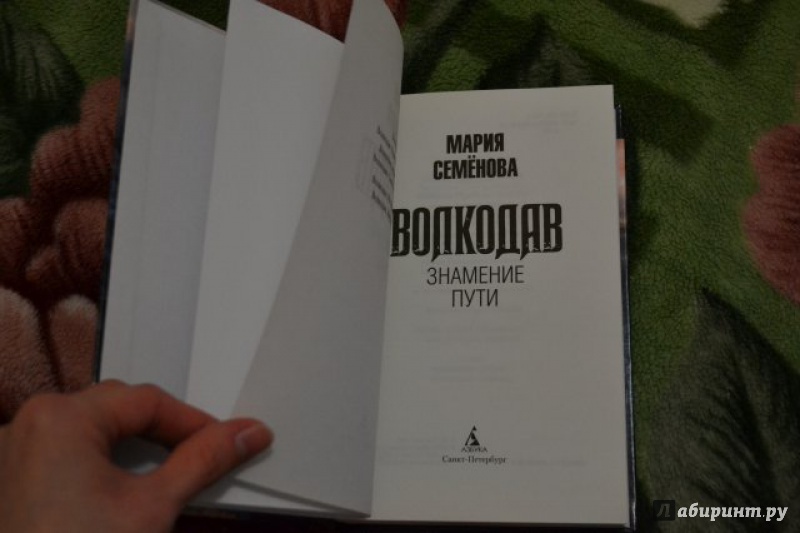 МАРИЯ
СЕМЁНОВА
ВОЛКОДАВ
ЗНАМЕНИЕ
ПУТИ
АЗБУКА
Санкт-Петербург
Лабиринт.ру